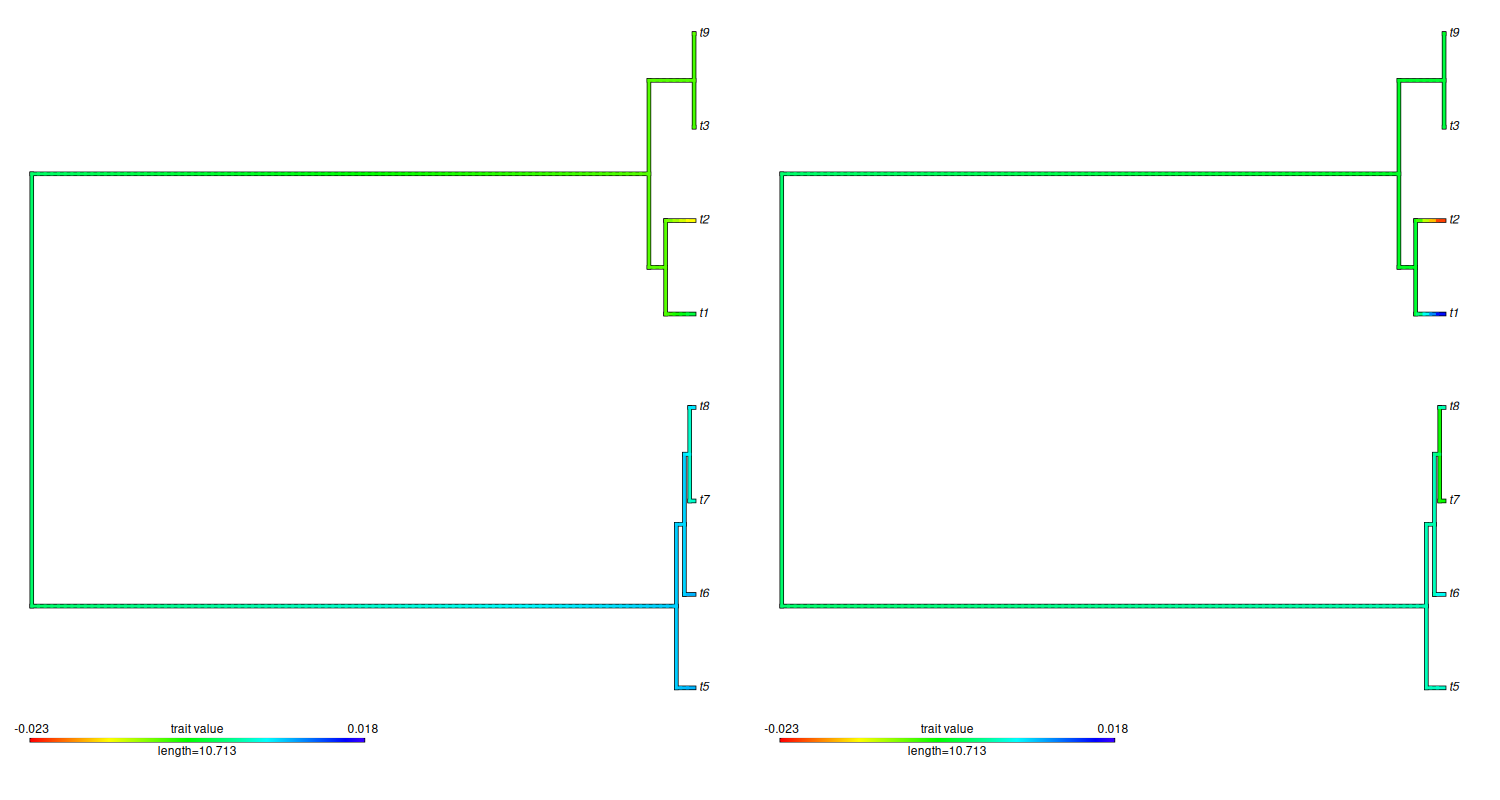 t9
t3
t2
t1
t8
t7
t6
t5
-0.023 trait value 0.018
length=10.713
t9
t3
t2
t1
t8
t7
t6
t5
-0.023 trait value 0.018
length=10.713